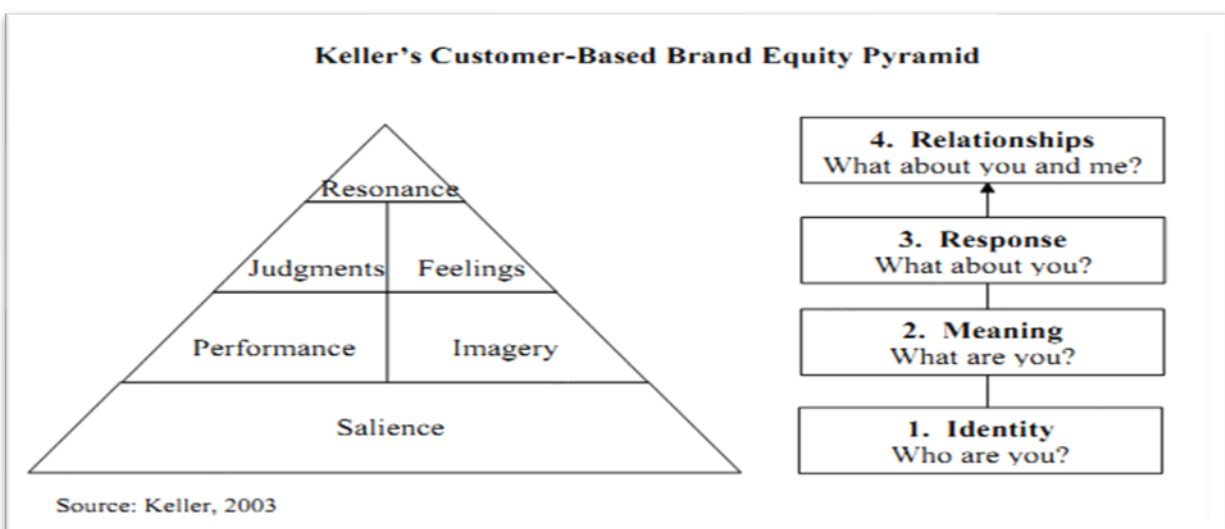 Keller's Customer-Based Brand Equity Pyramid
Resonance
Judgments Feelings
Performance Imagery
Salience
4. Relationships
What about you and me?
3. Response
What about you?
2. Meaning
What are you?
1. Identity
Who are you?
Source: Keller, 2003